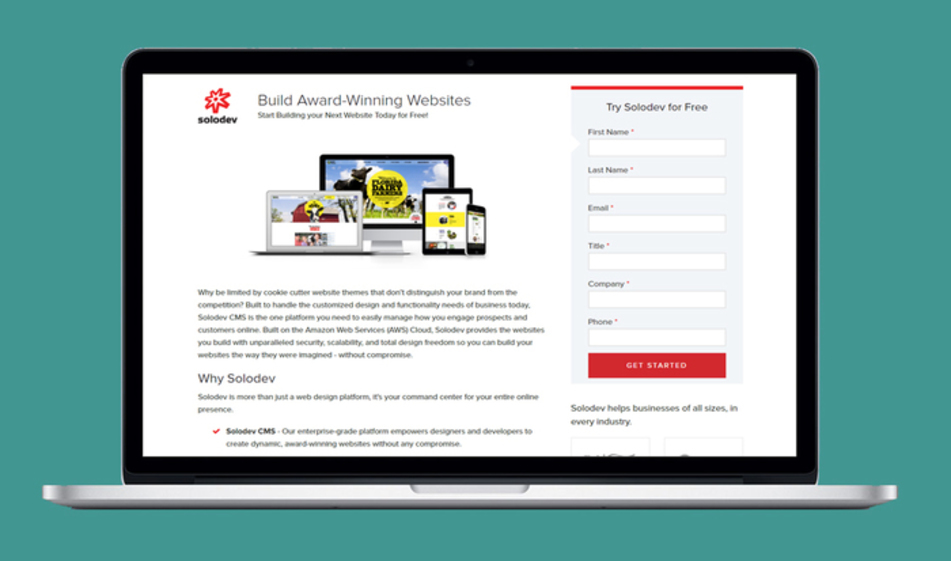 solodev
Build Award-Winning Websites
Start Building your Next Website Today for Free!
FLORIDA
DAIRY
FARMERS
Why be limited by cookie cutter website themes that don't distinguish your brand from the
competition? Built to handle the customized design and functionality needs of business today,
Solodev CMS is the one platform you need to easily manage how you engage prospects and
customers online. Built on the Amazon Web Services (AWS) Cloud, Solodev provides the websites
you build with unparalleled security, scalability, and total design freedom so you can build your
websites the way they were imagined - without compromise.
Why Solodev
Solodev is more than just a web design platform, it's your command center for your entire online
presence.
Solodev CMS - Our enterprise-grade platform empowers designers and developers to
create dynamic, award-winning websites without any compromise.
Try Solodev for Free
First Name *
Last Name *
Email *
Title *
Company *
Phone *
GET STARTED
Solodev helps businesses of all sizes, in
every industry.